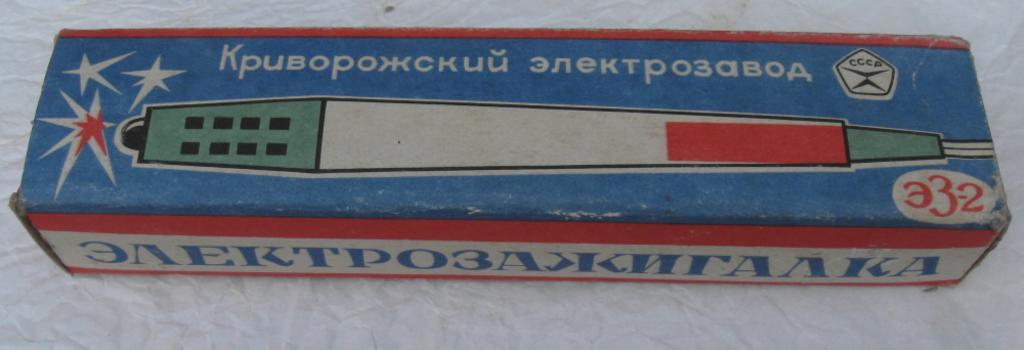 Криворожский электрозавод
СССР
ЭЗ-2
ЭЛЕКТРОЗАЖИГАЛКА